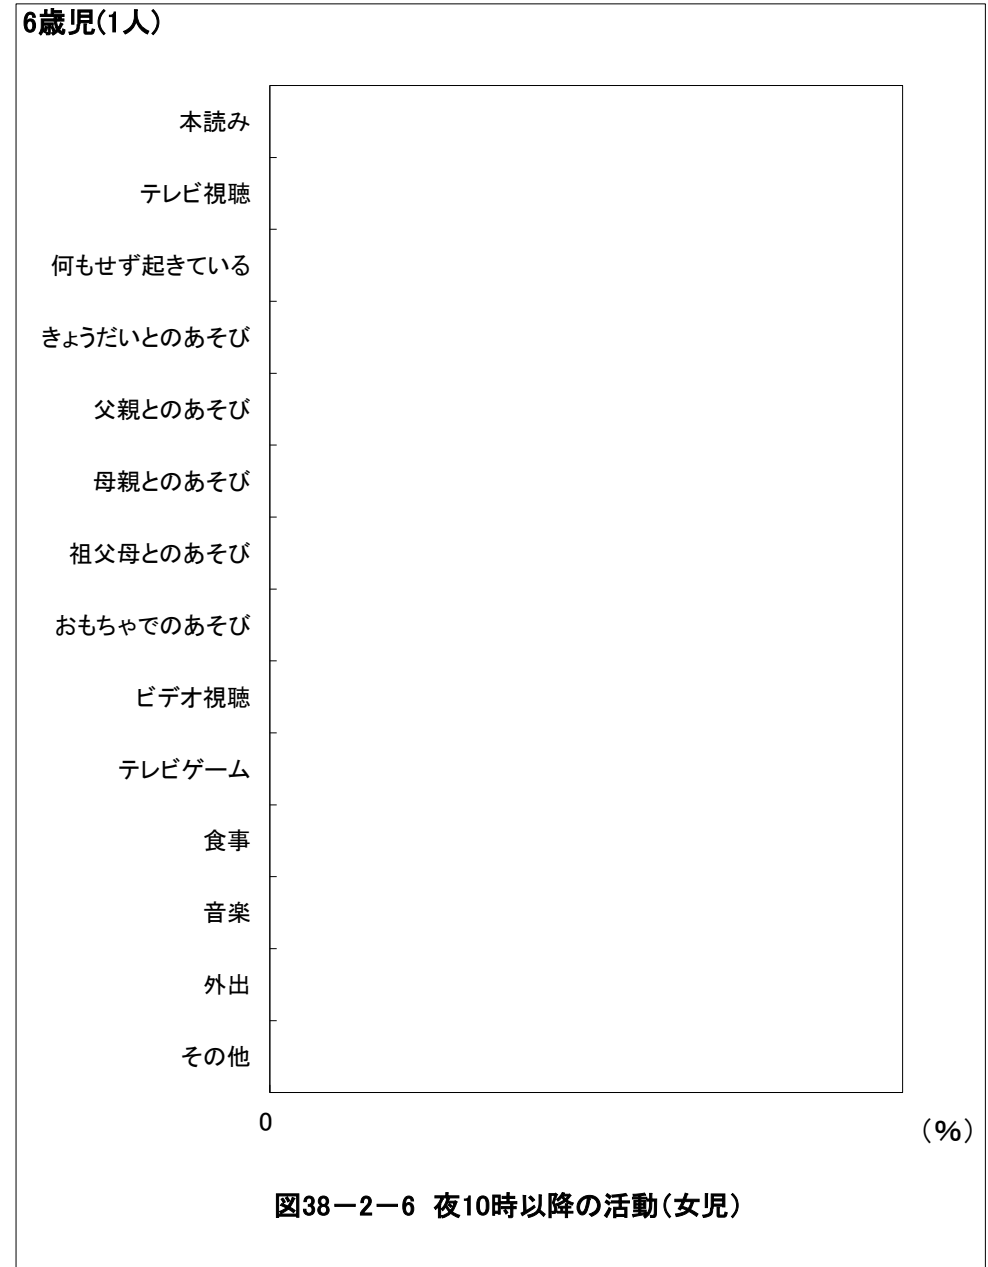 6歳児(1人)
本読み
テレビ視聴
何もせず起きている
きょうだいとのあそび
父親とのあそび
母親とのあそび
祖父母とのあそび
おもちゃでのあそび
ビデオ視聴
テレビゲーム
食事
音楽
外出
その他
0
（%）
図38－2－6 夜10時以降の活動（女児）